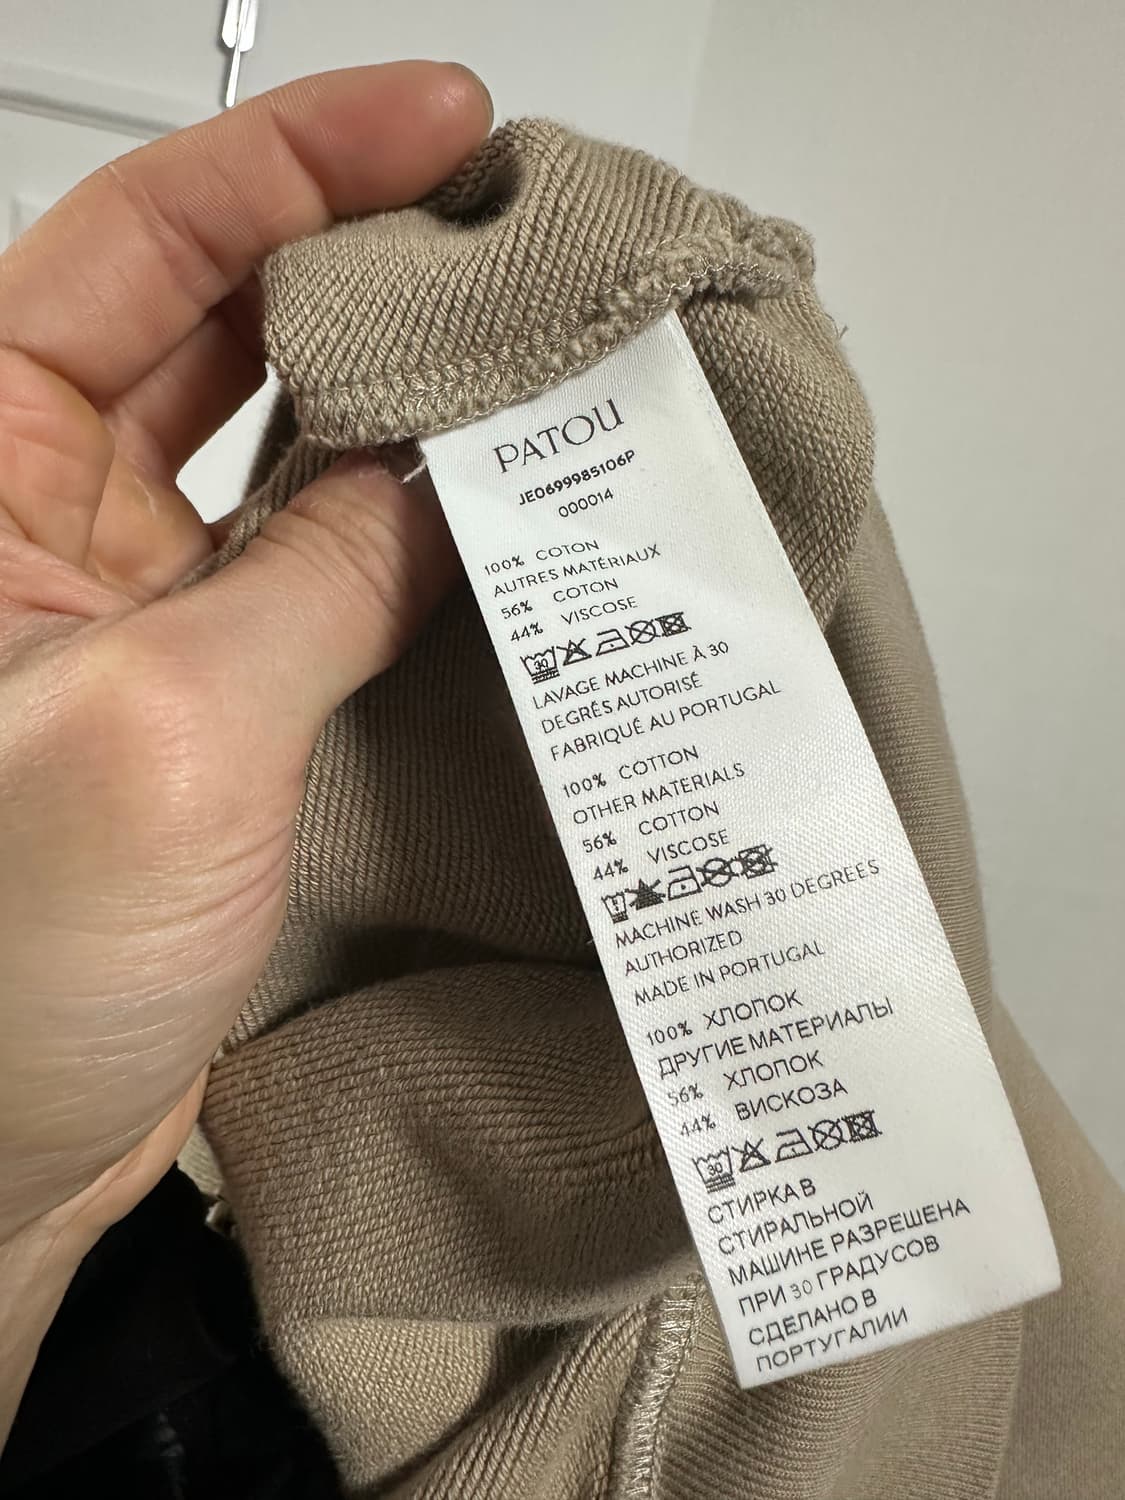 PATOU
JE0699985106P
000014
100% COTON
AUTRES MATÉRIAUX
56% COTON
44% VISCOSE
30
LAVAGE MACHINE À 30
DEGRÉS AUTORISÉ
FABRIQUÉ AU PORTUGAL
100% COTTON
OTHER MATERIALS
56% COTTON
44% VISCOSE
MACHINE WASH 30 DEGREES
AUTHORIZED
MADE IN PORTUGAL
100% ХЛОПОК
ДРУГИЕ МАТЕРИАЛЫ
56% ХЛОПОК
44% ВИСКОЗА
30
СТИРКА В
СТИРАЛЬНОЙ
МАШИНЕ РАЗРЕШЕНА
ПРИ 30 ГРАДУСОВ
СДЕЛАНО В
ПОРТУГАЛИИ